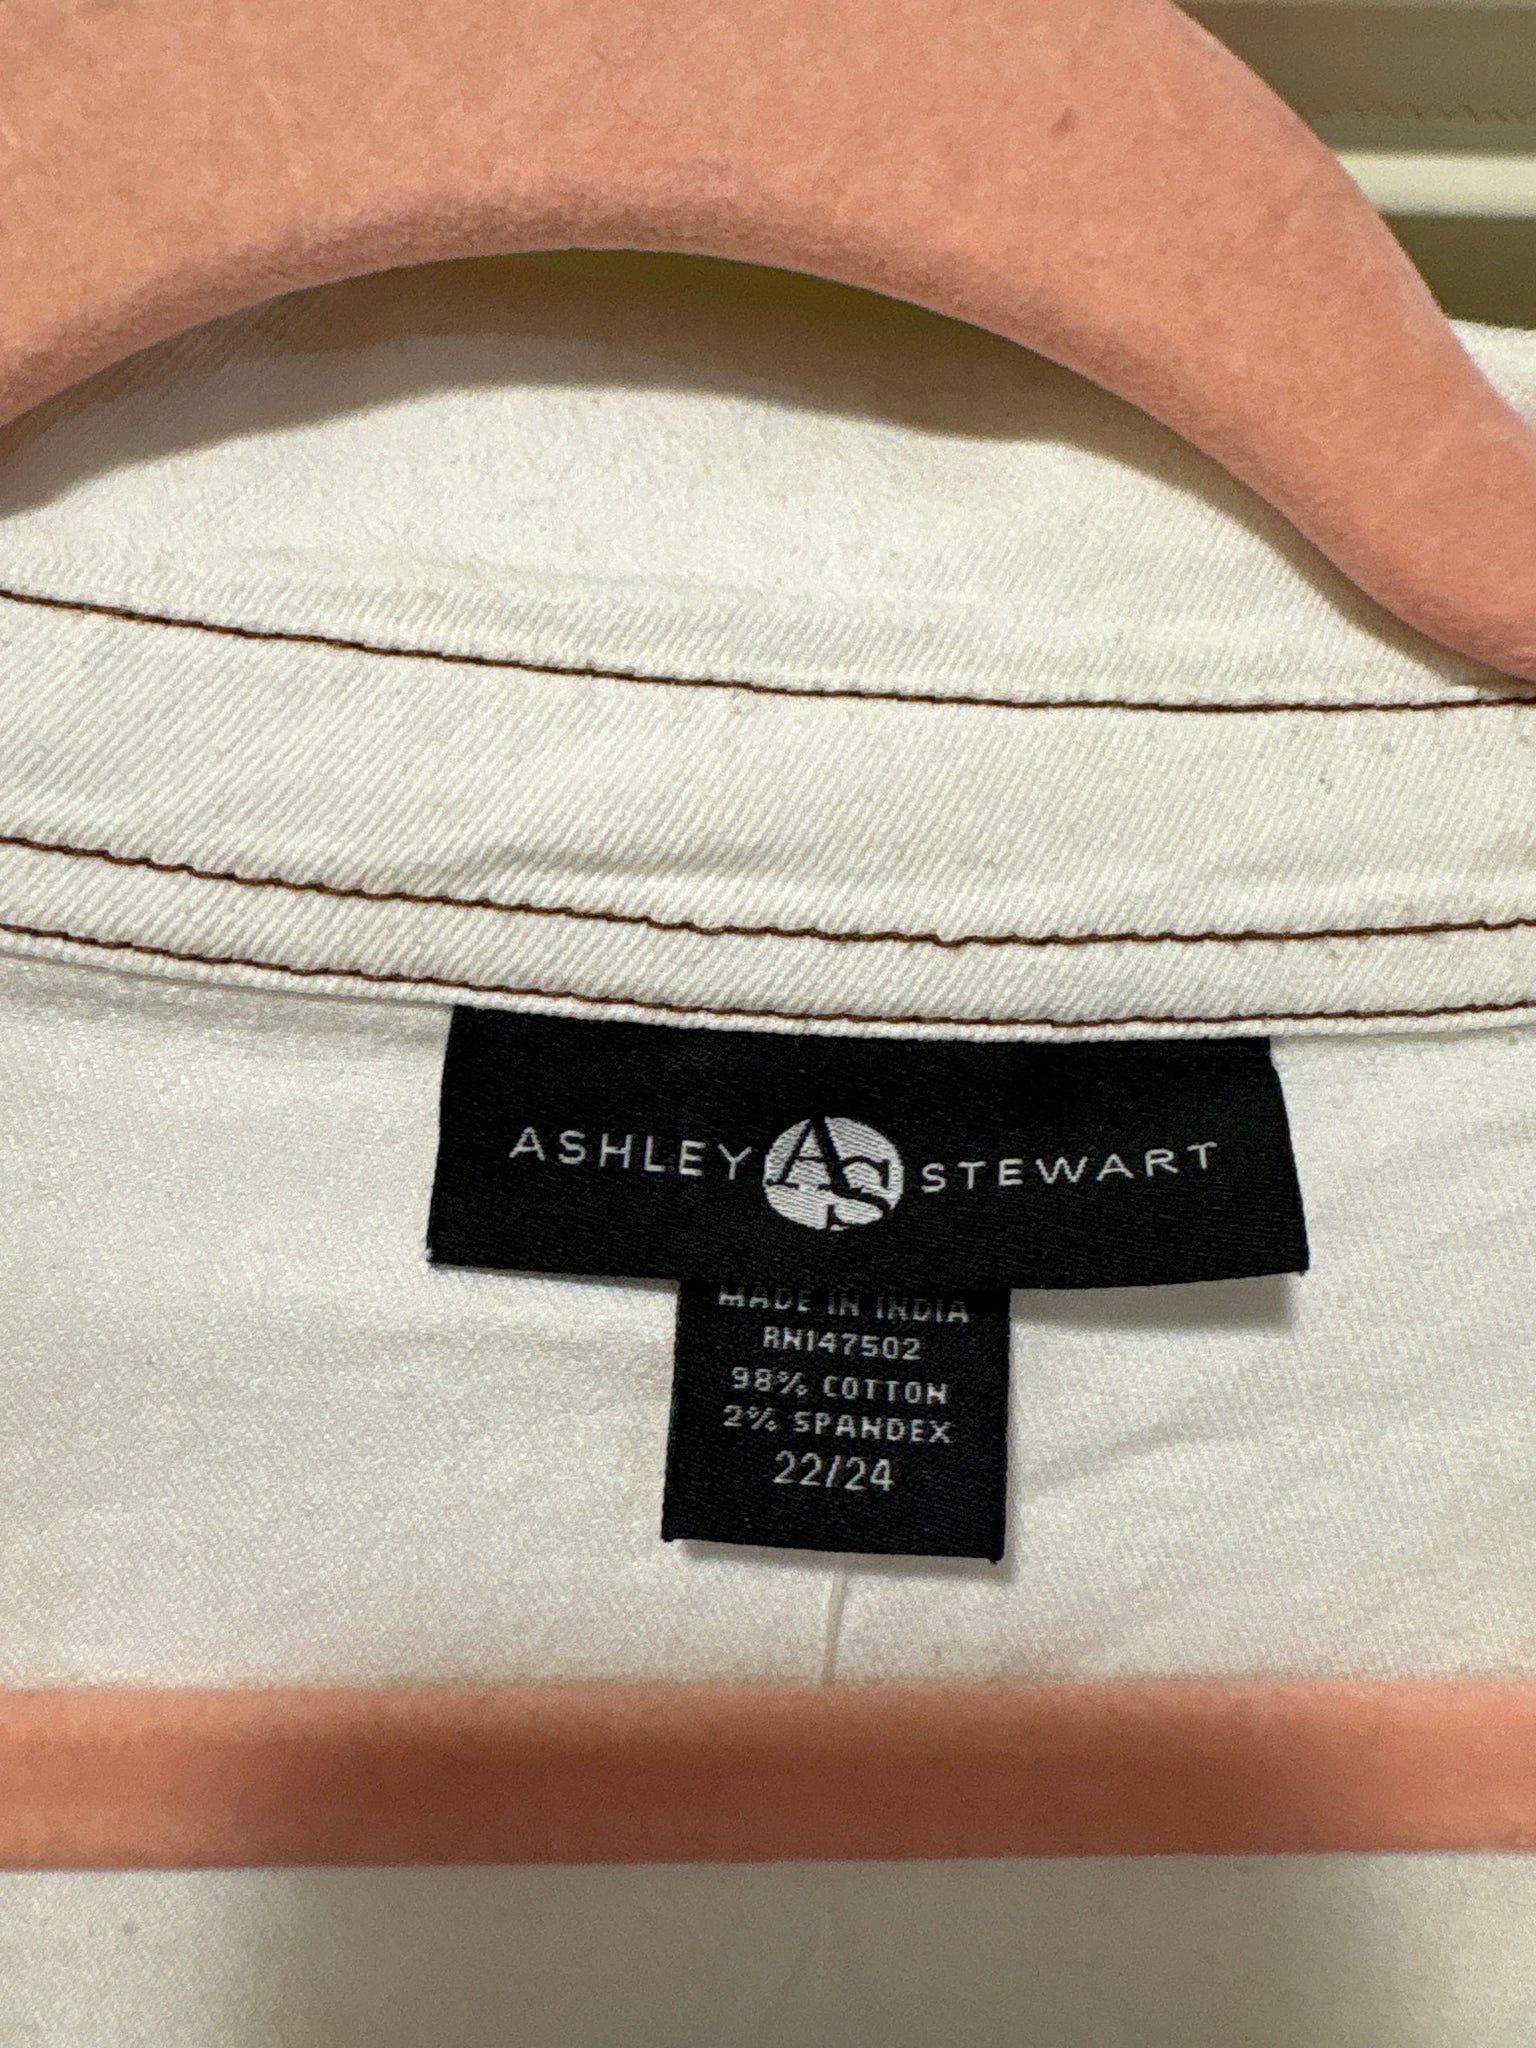 ASHLEY AS STEWART
MADE IN INDIA
RN147502
98% COTTON
2% SPANDEX
22/24